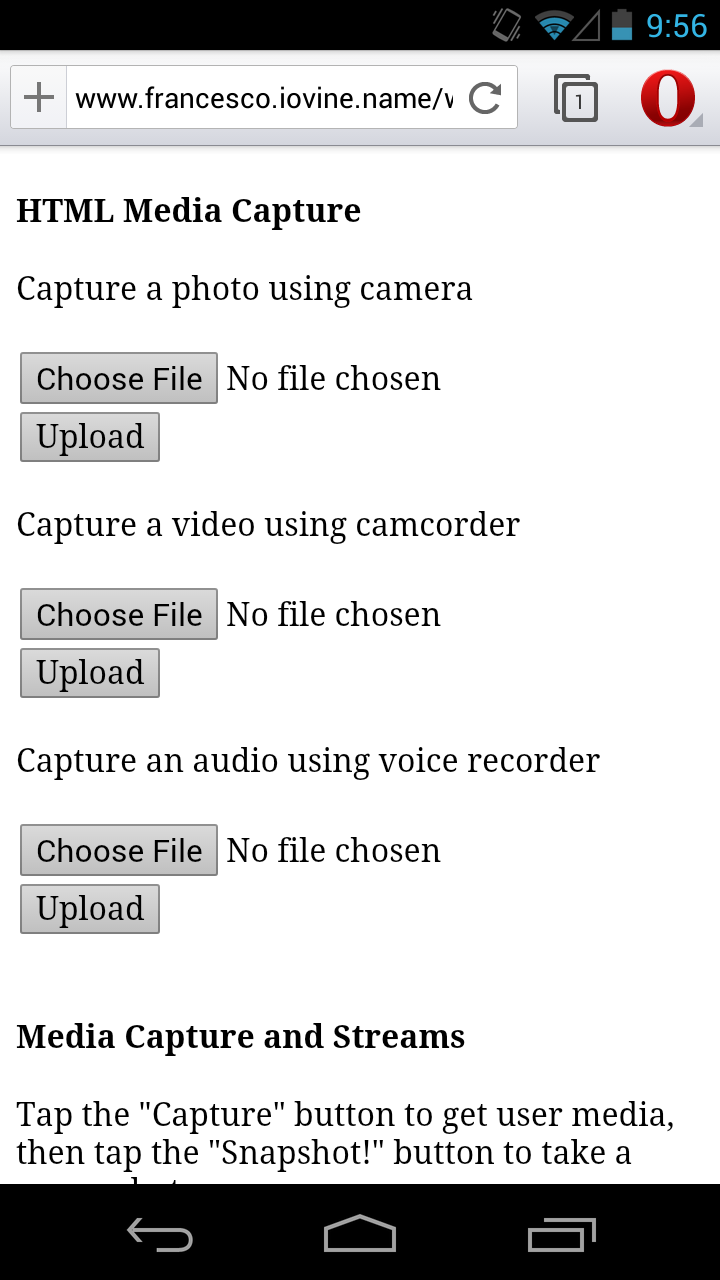 9:56
www.francesco.iovine.name/v
1
HTML Media Capture
Capture a photo using camera
Choose File No file chosen
Upload
Capture a video using camcorder
Choose File No file chosen
Upload
Capture an audio using voice recorder
Choose File No file chosen
Upload
Media Capture and Streams
Tap the "Capture" button to get user media,
then tap the "Snapshot!" button to take a